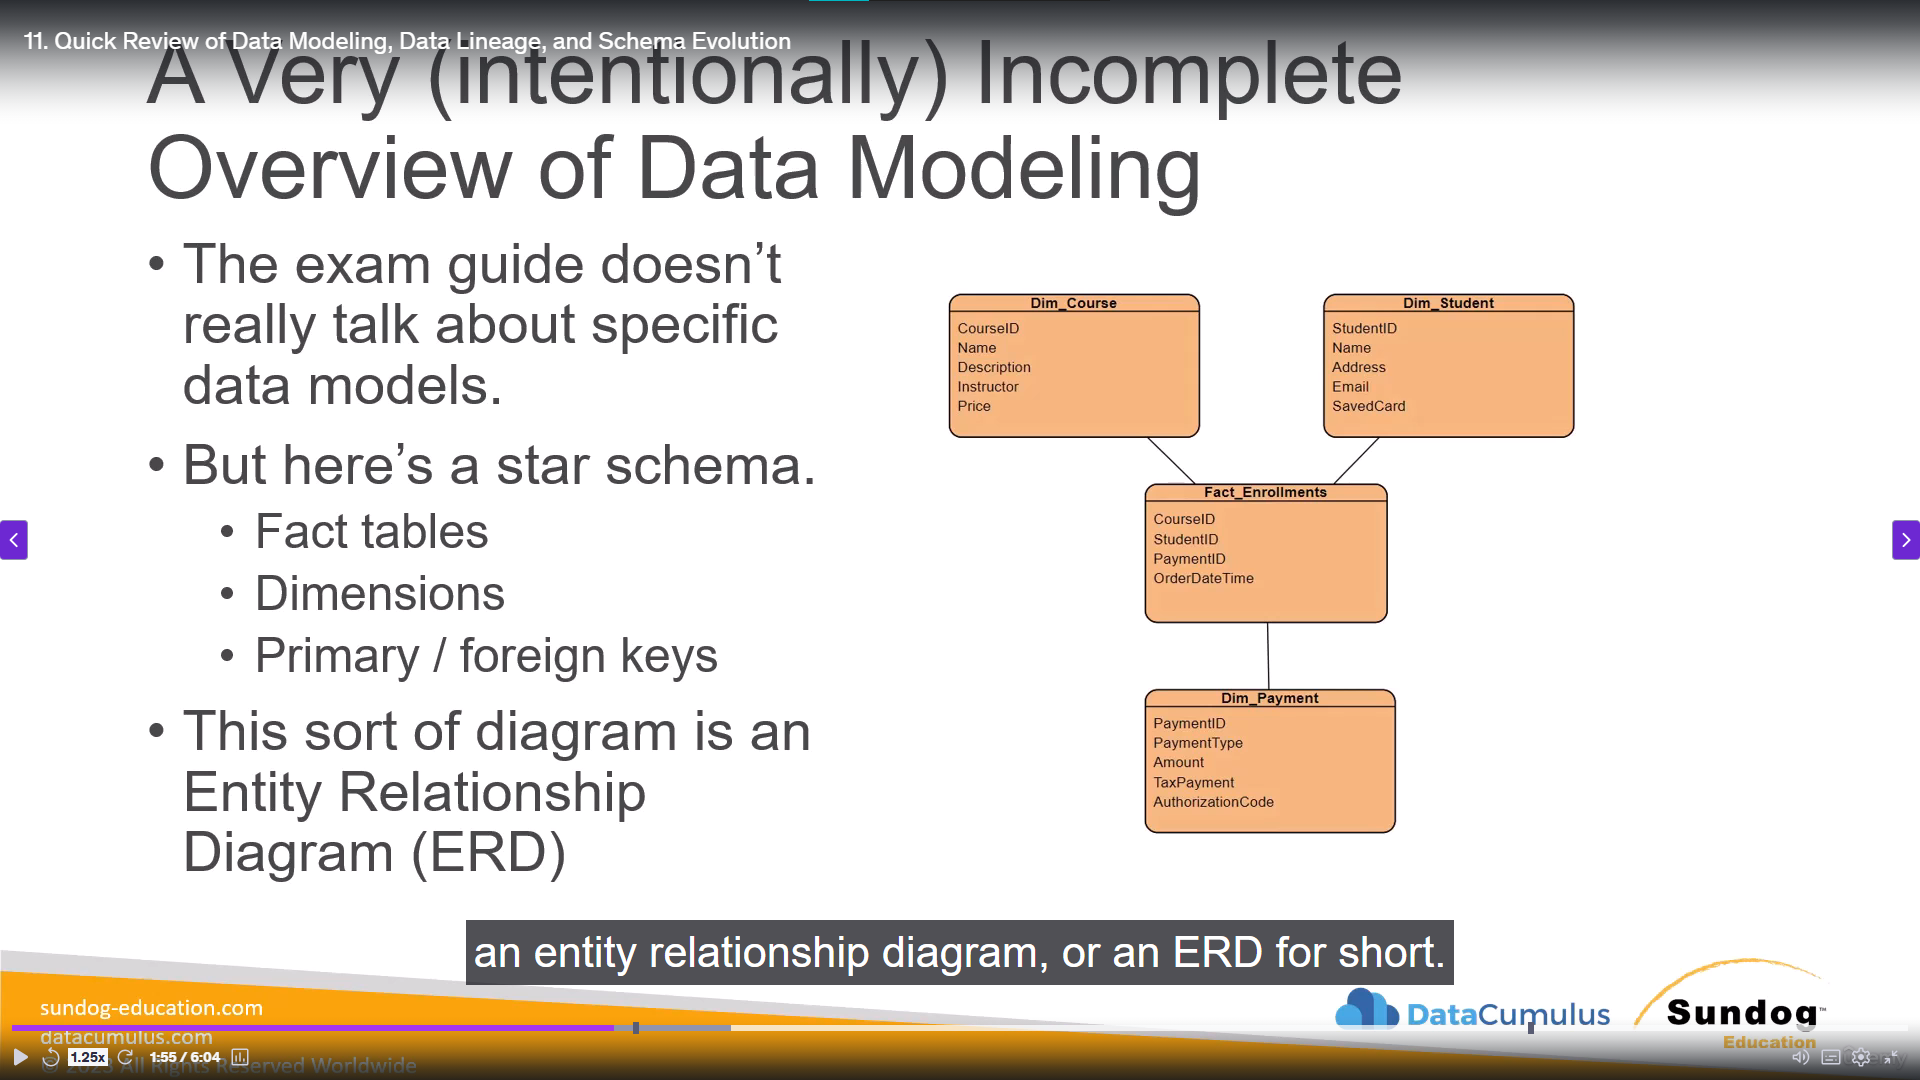 11. Quick Review of Data Modeling, Data Lineage, and Schema Evolution
A Very (intentionally) Incomplete
Overview of Data Modeling
• The exam guide doesn’t
really talk about specific
data models.
• But here’s a star schema.
• Fact tables
• Dimensions
• Primary / foreign keys
• This sort of diagram is an
Entity Relationship
Diagram (ERD)
Dim_Course
CourseID
Name
Description
Instructor
Price
Dim_Student
StudentID
Name
Address
Email
SavedCard
Fact_Enrollments
CourseID
StudentID
PaymentID
OrderDateTime
Dim_Payment
PaymentID
PaymentType
Amount
TaxPayment
AuthorizationCode
an entity relationship diagram, or an ERD for short.
sundog-education.com
datacumulus.com
© 2023 All Rights Reserved Worldwide
DataCumulus
Sundog™
Education
5
1.25x
1:55 / 6:04